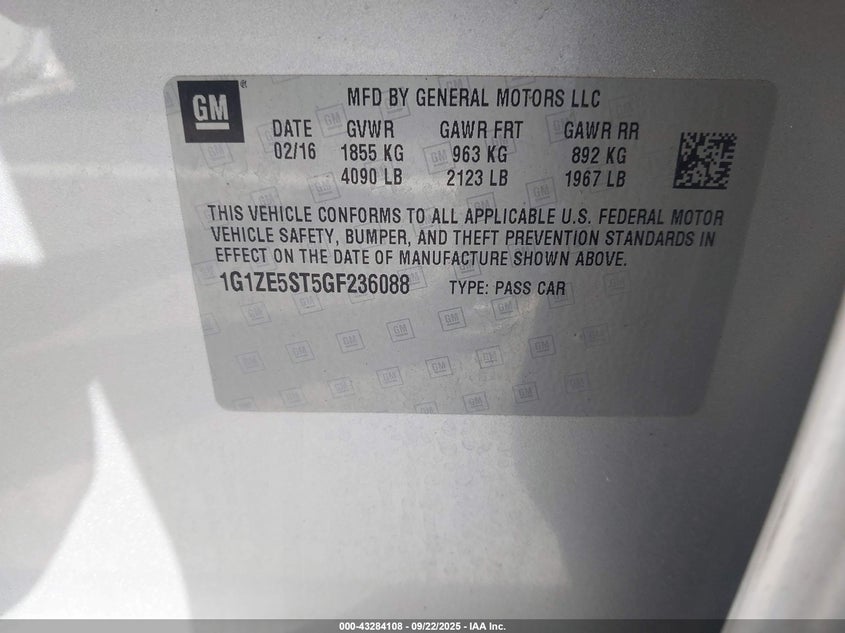 GM ®
MFD BY GENERAL MOTORS LLC
DATE GVWR GAWR FRT GAWR RR
02/16 1855 KG 963 KG 892 KG
4090 LB 2123 LB 1967 LB
THIS VEHICLE CONFORMS TO ALL APPLICABLE U.S. FEDERAL MOTOR
VEHICLE SAFETY, BUMPER, AND THEFT PREVENTION STANDARDS IN
EFFECT ON THE DATE OF MANUFACTURE SHOWN ABOVE.
1G1ZE5ST5GF236088 TYPE: PASS CAR
000-43284108 - 09/22/2025 - IAA Inc.